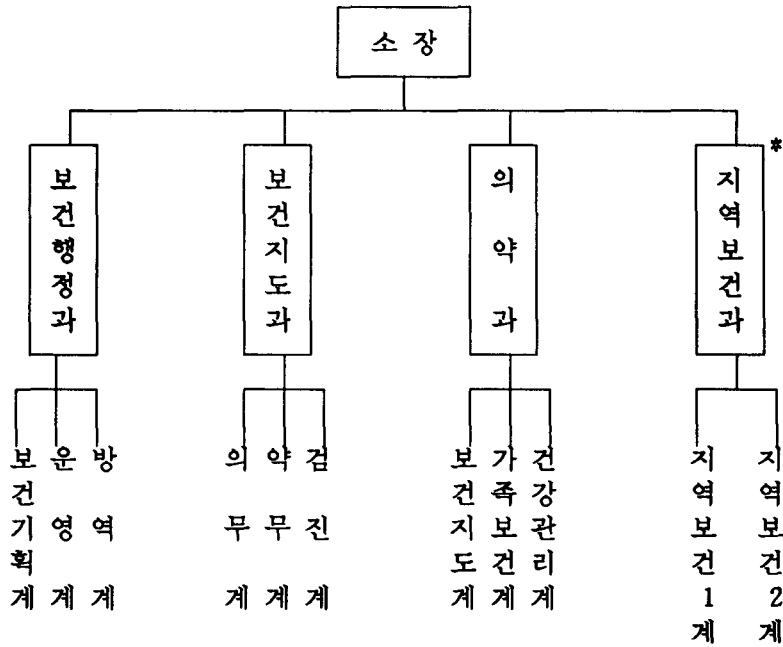 소 장
*
보건행정과
보건지도과
의 약 과
지역보건과
보건기획계
운 영 계
방 역 계
의 무 계
약 무 계
검 진 계
보건지도계
가족보건계
건강관리계
지역보건1계
지역보건2계